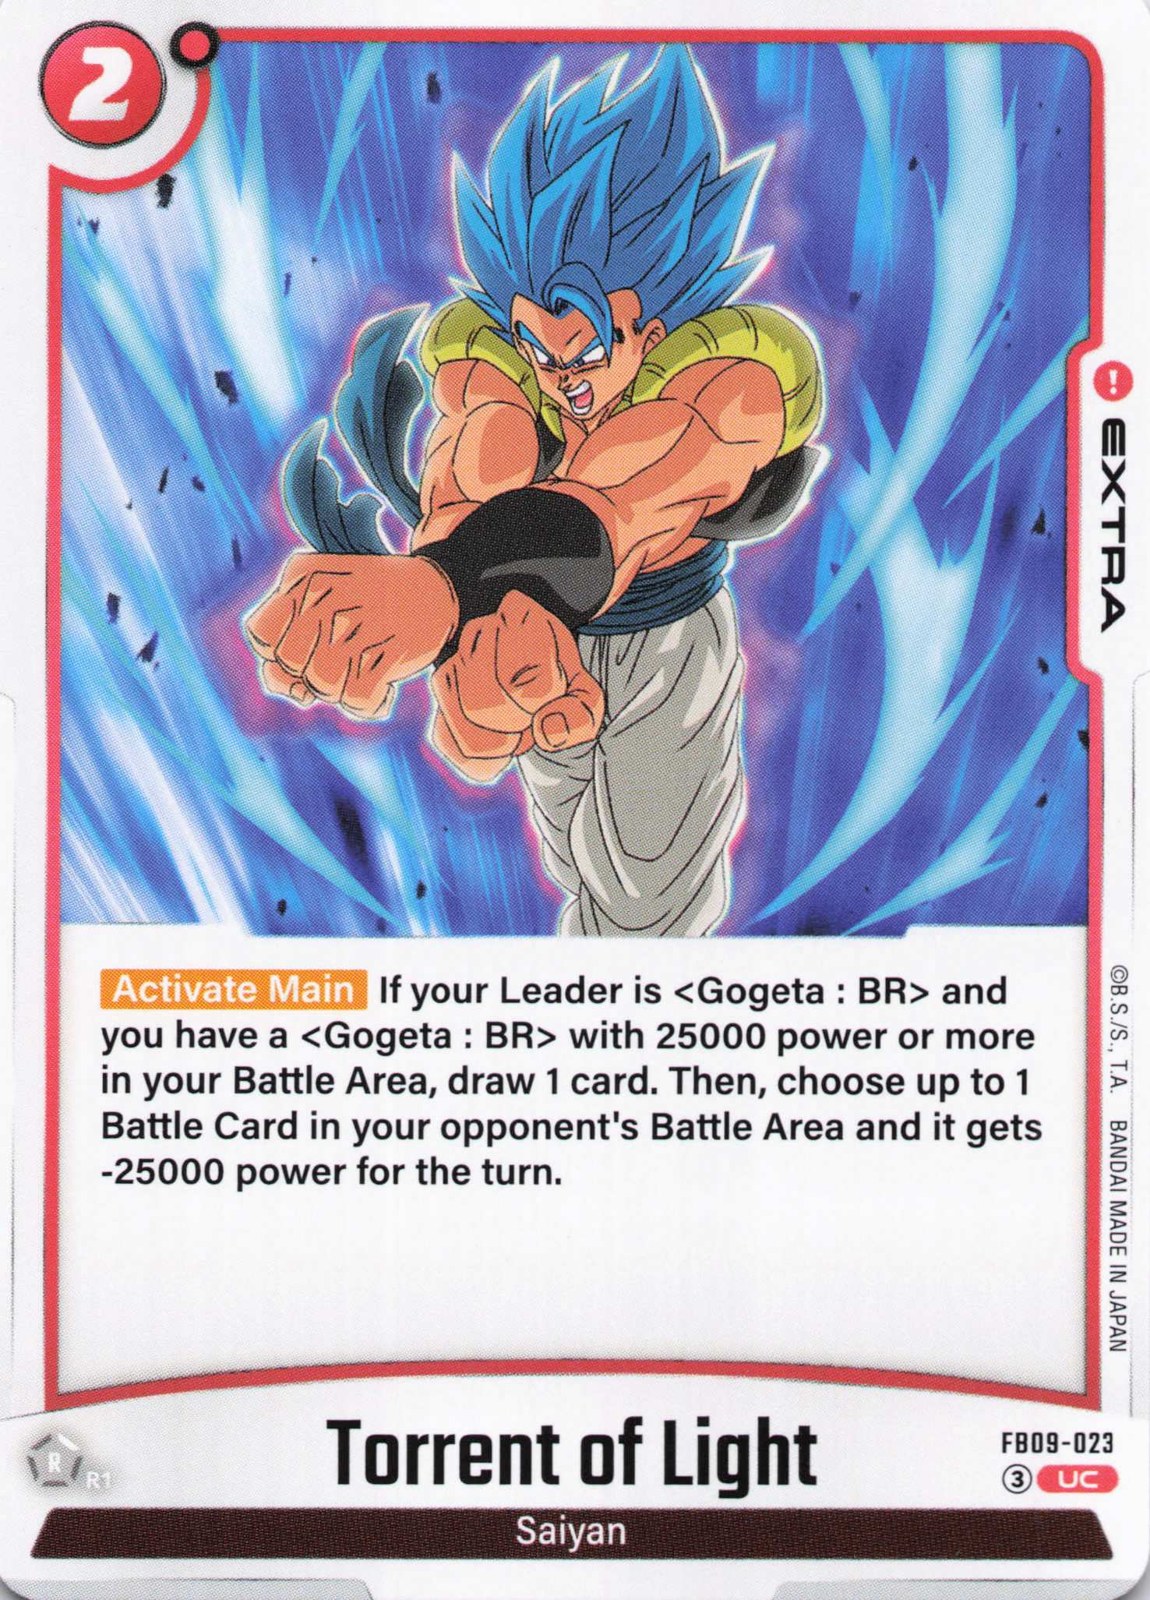 2
! EXTRA
Activate Main If your Leader is <Gogeta : BR> and
you have a <Gogeta : BR> with 25000 power or more
in your Battle Area, draw 1 card. Then, choose up to 1
Battle Card in your opponent's Battle Area and it gets
-25000 power for the turn.
©B.S./S., T.A. BANDAI MADE IN JAPAN
R R1
Torrent of Light
FB09-023
3 UC
Saiyan